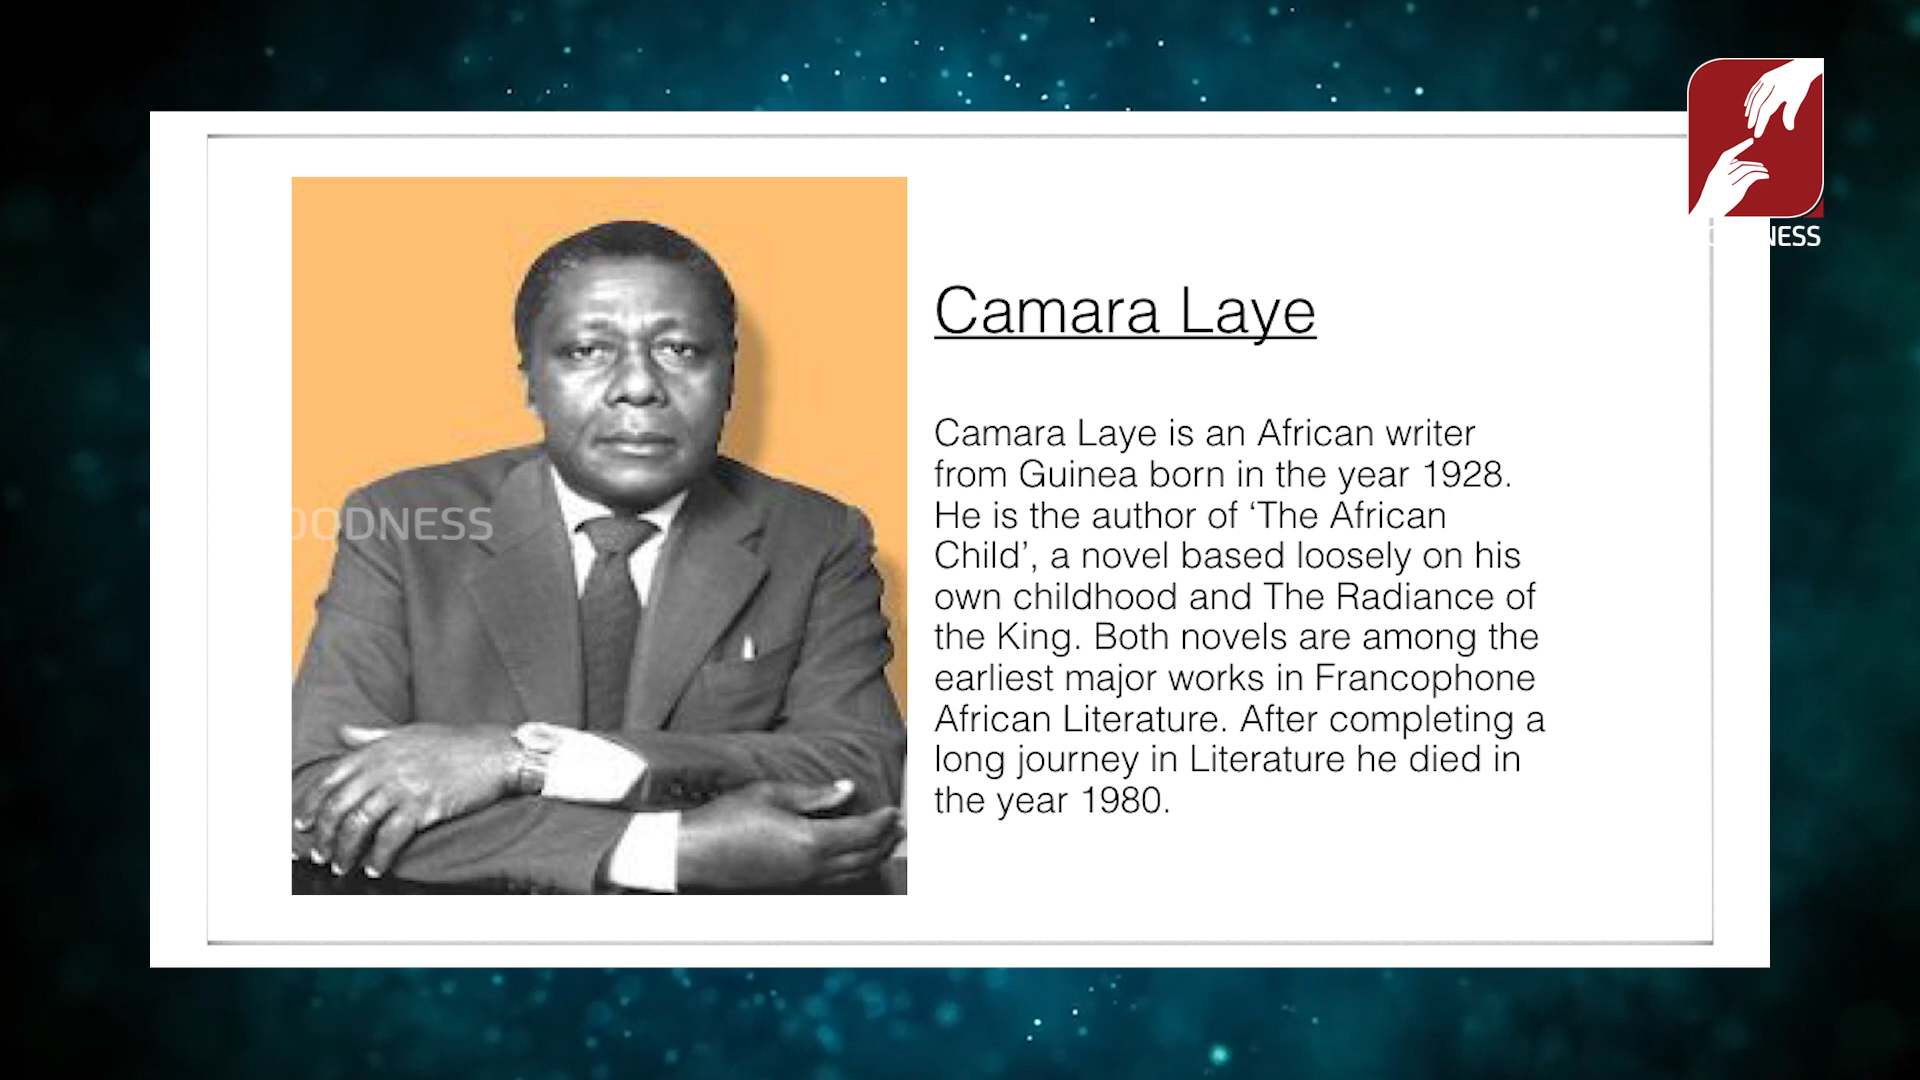 Camara Laye
Camara Laye is an African writer
from Guinea born in the year 1928.
He is the author of ‘The African
Child’, a novel based loosely on his
own childhood and The Radiance of
the King. Both novels are among the
earliest major works in Francophone
African Literature. After completing a
long journey in Literature he died in
the year 1980.